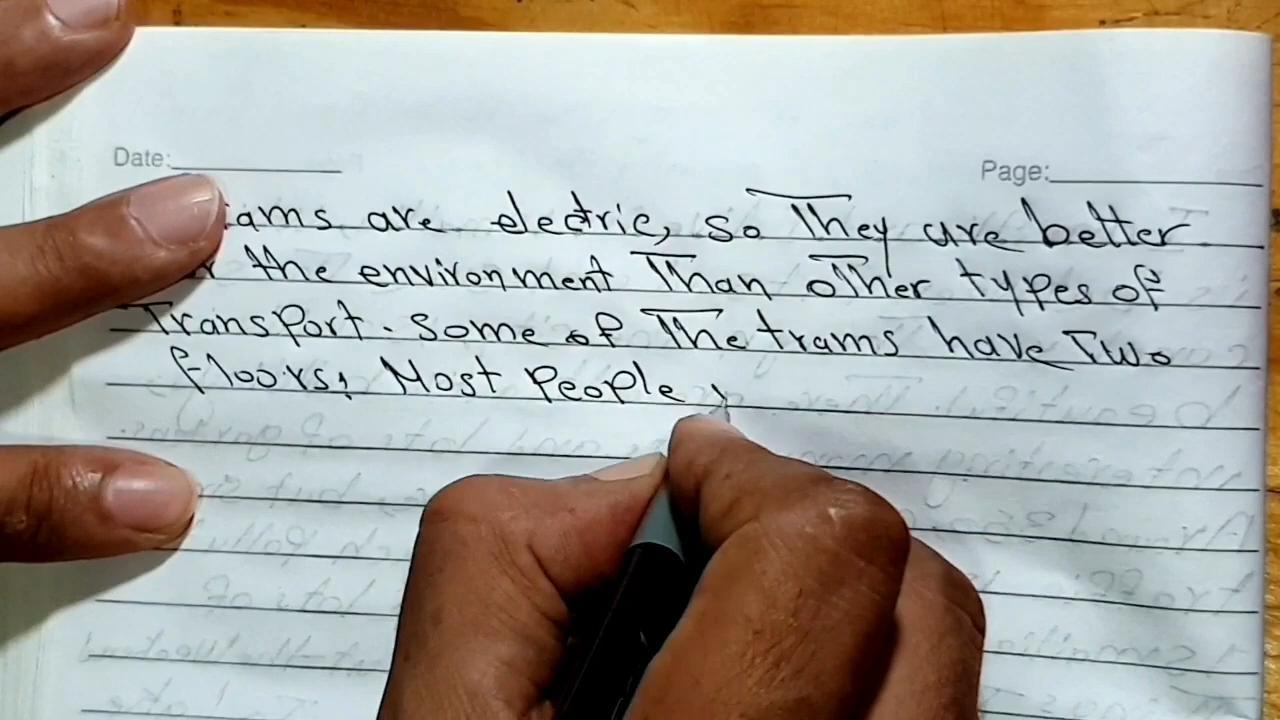 Date: Page:
ams are electric, so They are better
the environment Than other types of
Transport. Some of The trams have Two
floors. Most People